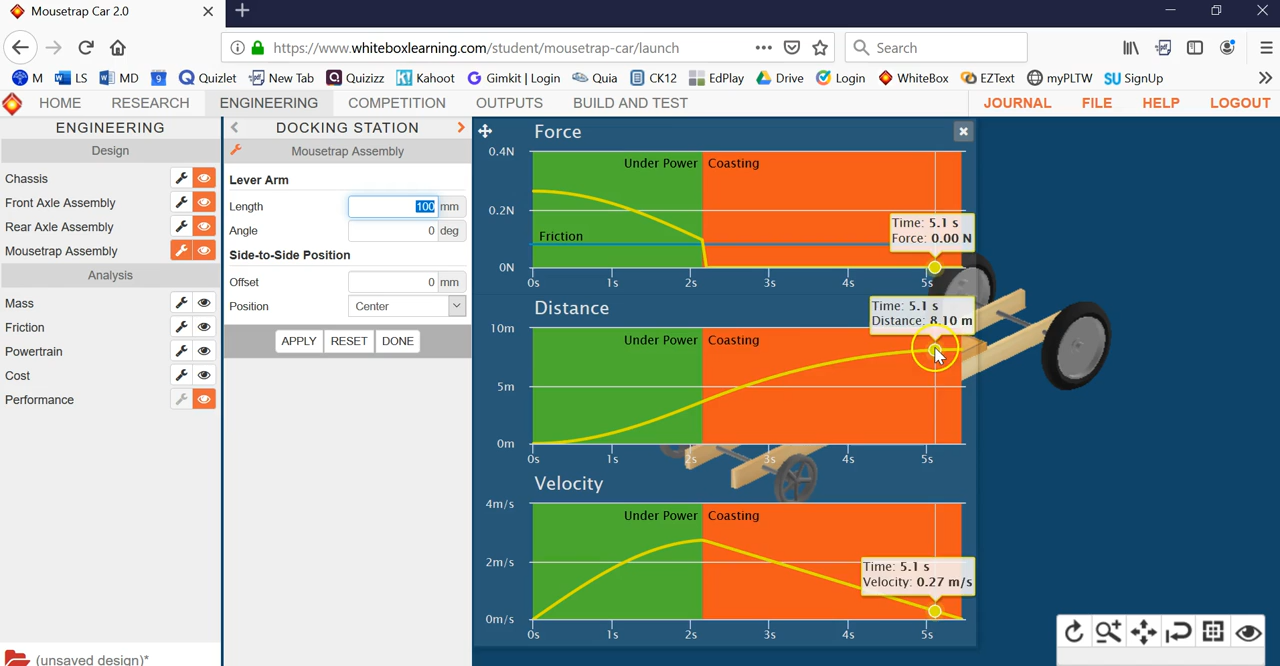 Mousetrap Car 2.0
https://www.whiteboxlearning.com/student/mousetrap-car/launch
Search
M LS MD 9 Quizlet New Tab Quizizz Kahoot Gimkit | Login Quia CK12 EdPlay Drive Login WhiteBox EZText myPLTW SU SignUp
HOME RESEARCH ENGINEERING COMPETITION OUTPUTS BUILD AND TEST JOURNAL FILE HELP LOGOUT
ENGINEERING
Design
Chassis
Front Axle Assembly
Rear Axle Assembly
Mousetrap Assembly
Analysis
Mass
Friction
Powertrain
Cost
Performance
(unsaved design)*
DOCKING STATION
Mousetrap Assembly
Lever Arm
Length 100 mm
Angle 0 deg
Side-to-Side Position
Offset 0 mm
Position Center
APPLY RESET DONE
Force
0.4N
Under Power Coasting
0.2N
Time: 5.1 s
Force: 0.00 N
Friction
0N
0s 1s 2s 3s 4s 5s
Distance
Time: 5.1 s
Distance: 8.10 m
10m
Under Power Coasting
5m
0m
0s 1s 2s 3s 4s 5s
Velocity
4m/s
Under Power Coasting
2m/s
Time: 5.1 s
Velocity: 0.27 m/s
0m/s
0s 1s 2s 3s 4s 5s